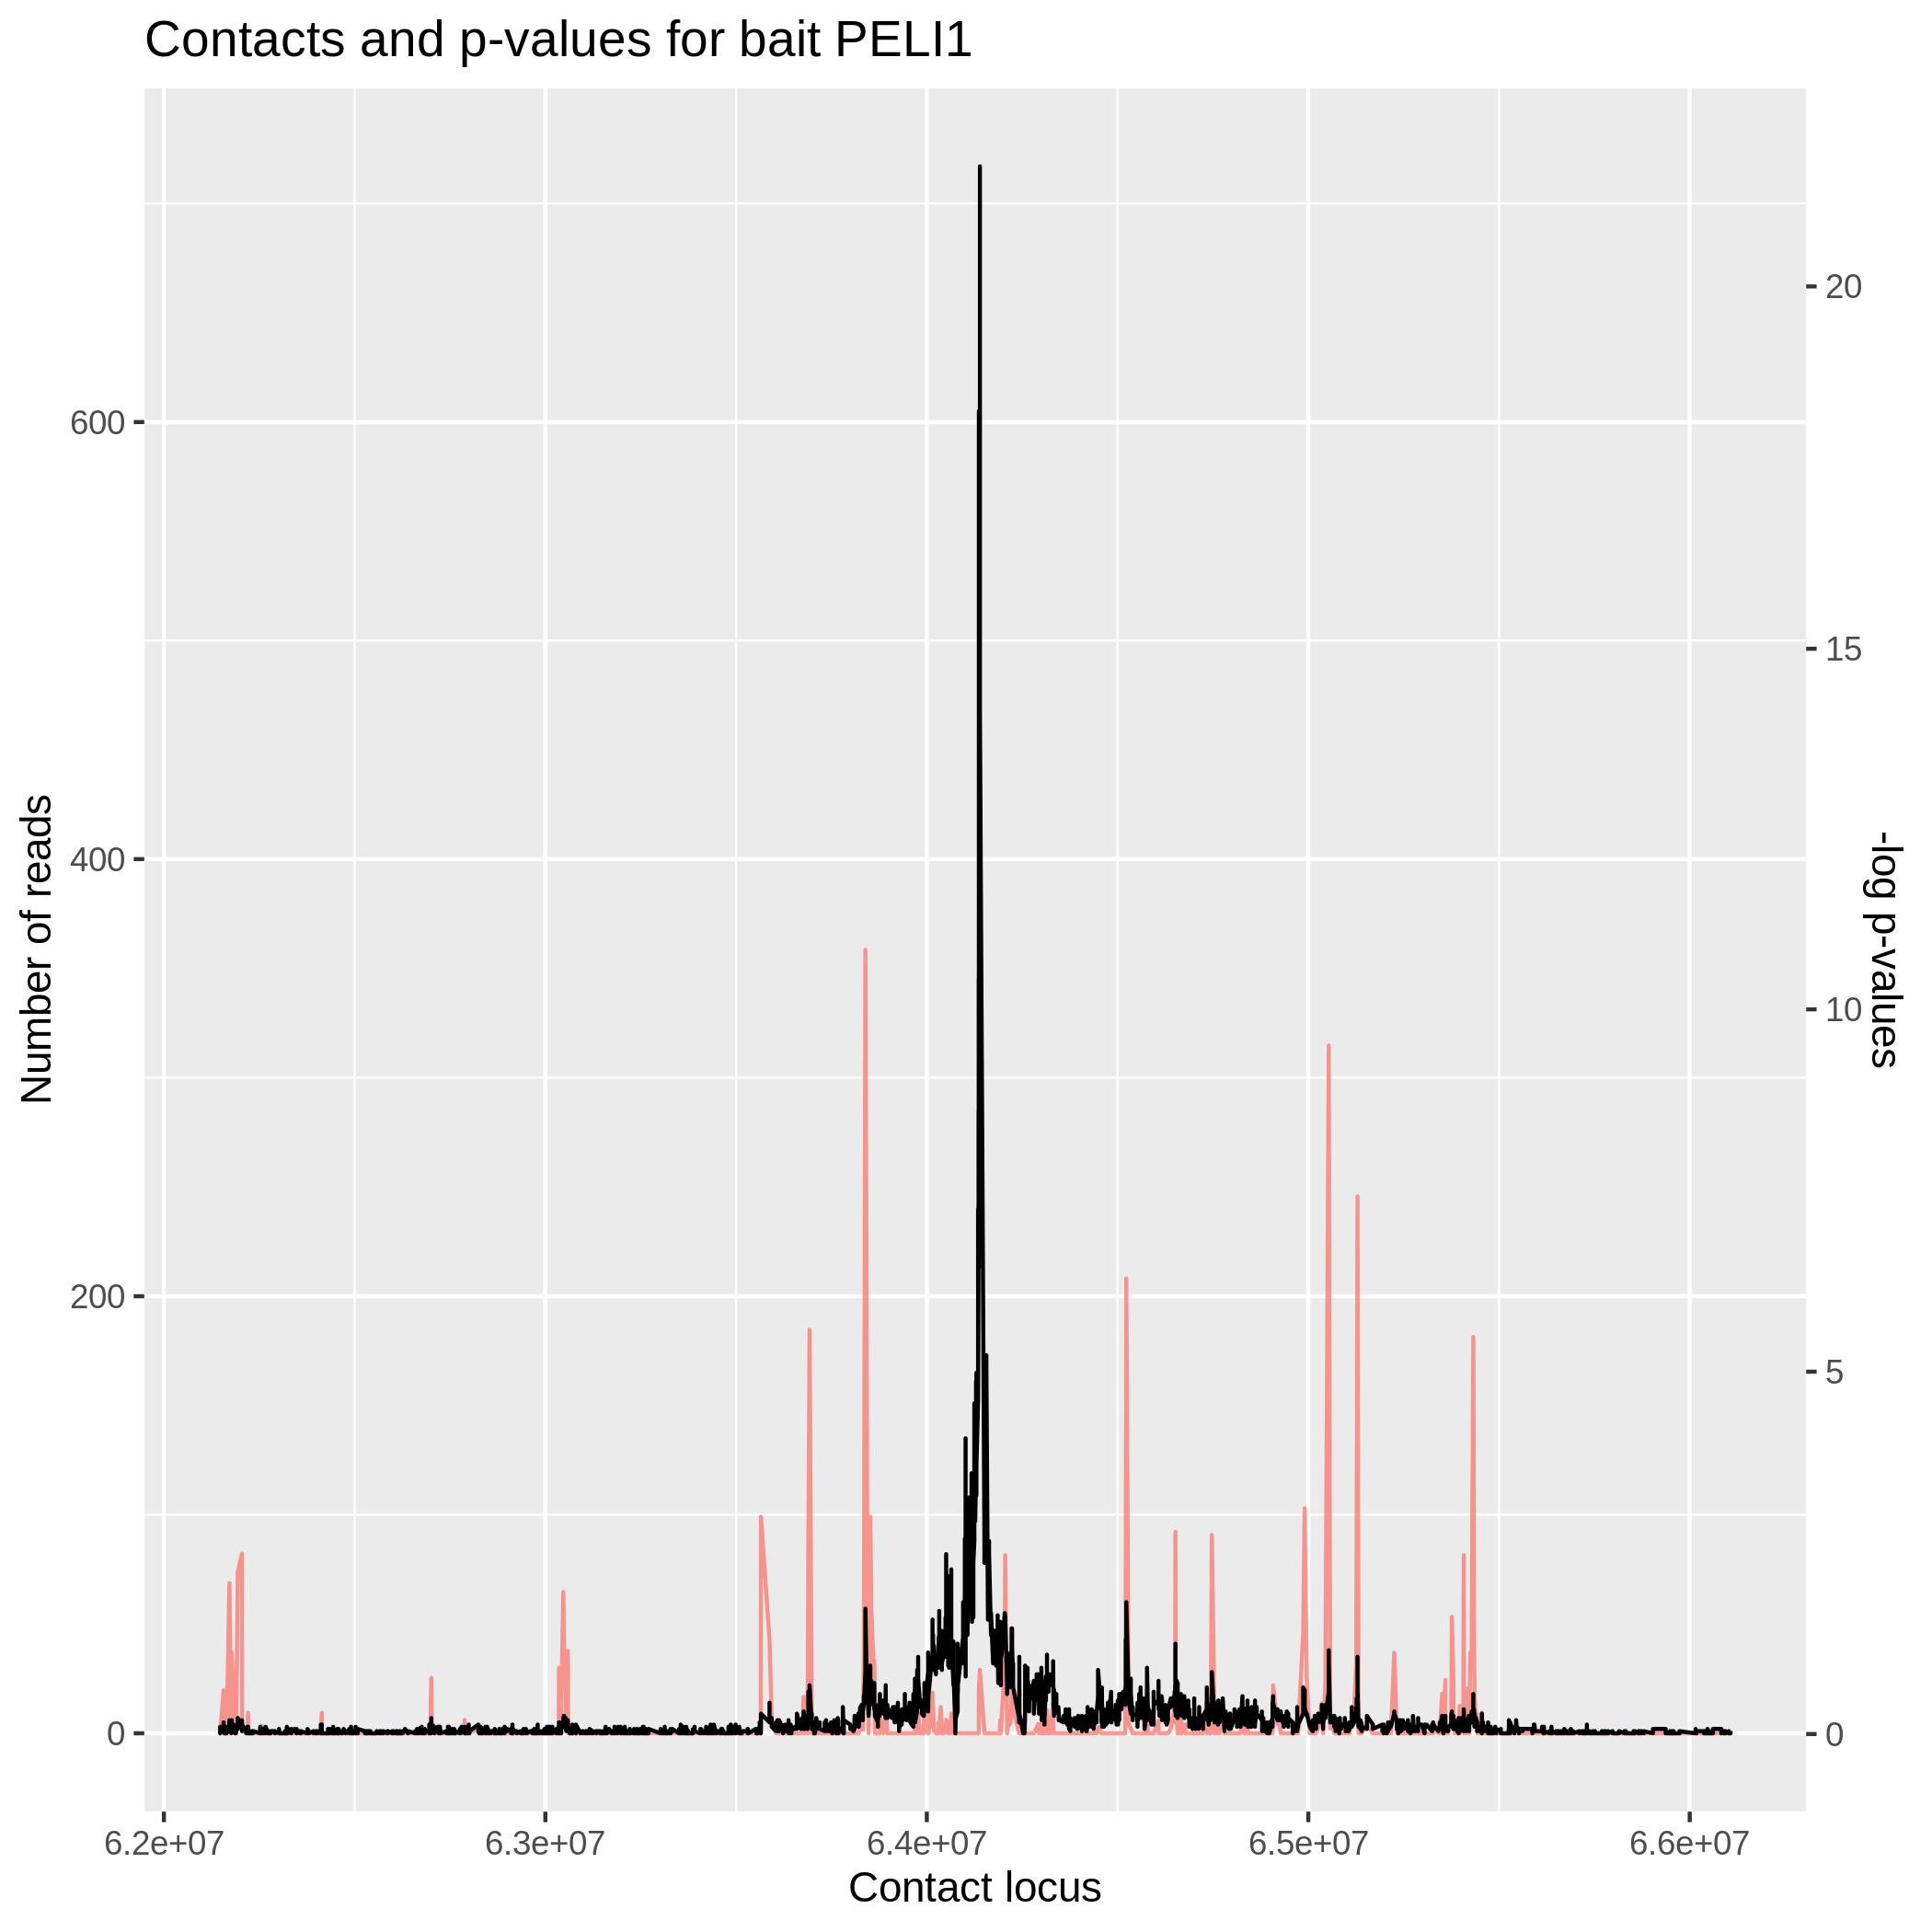 Contacts and p-values for bait PELI1
Number of reads
600
400
200
0
20
15
10
5
0
-log p-values
6.2e+07 6.3e+07 6.4e+07 6.5e+07 6.6e+07
Contact locus